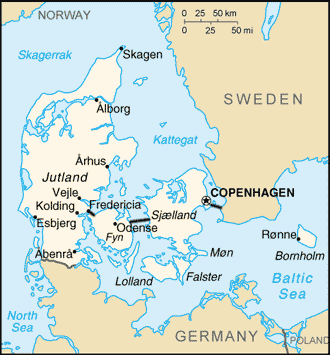 NORWAY
0 25 50 km
0 25 50 mi
Skagerrak
Skagen
SWEDEN
Ålborg
Kattegat
Århus
Jutland
Vejle
Kolding
Fredericia
Esbjerg
Odense
Fyn
Sjælland
COPENHAGEN
Rønne
Bornholm
Åbenrå
Møn
Lolland
Falster
Baltic
Sea
North
Sea
GERMANY
POLAND